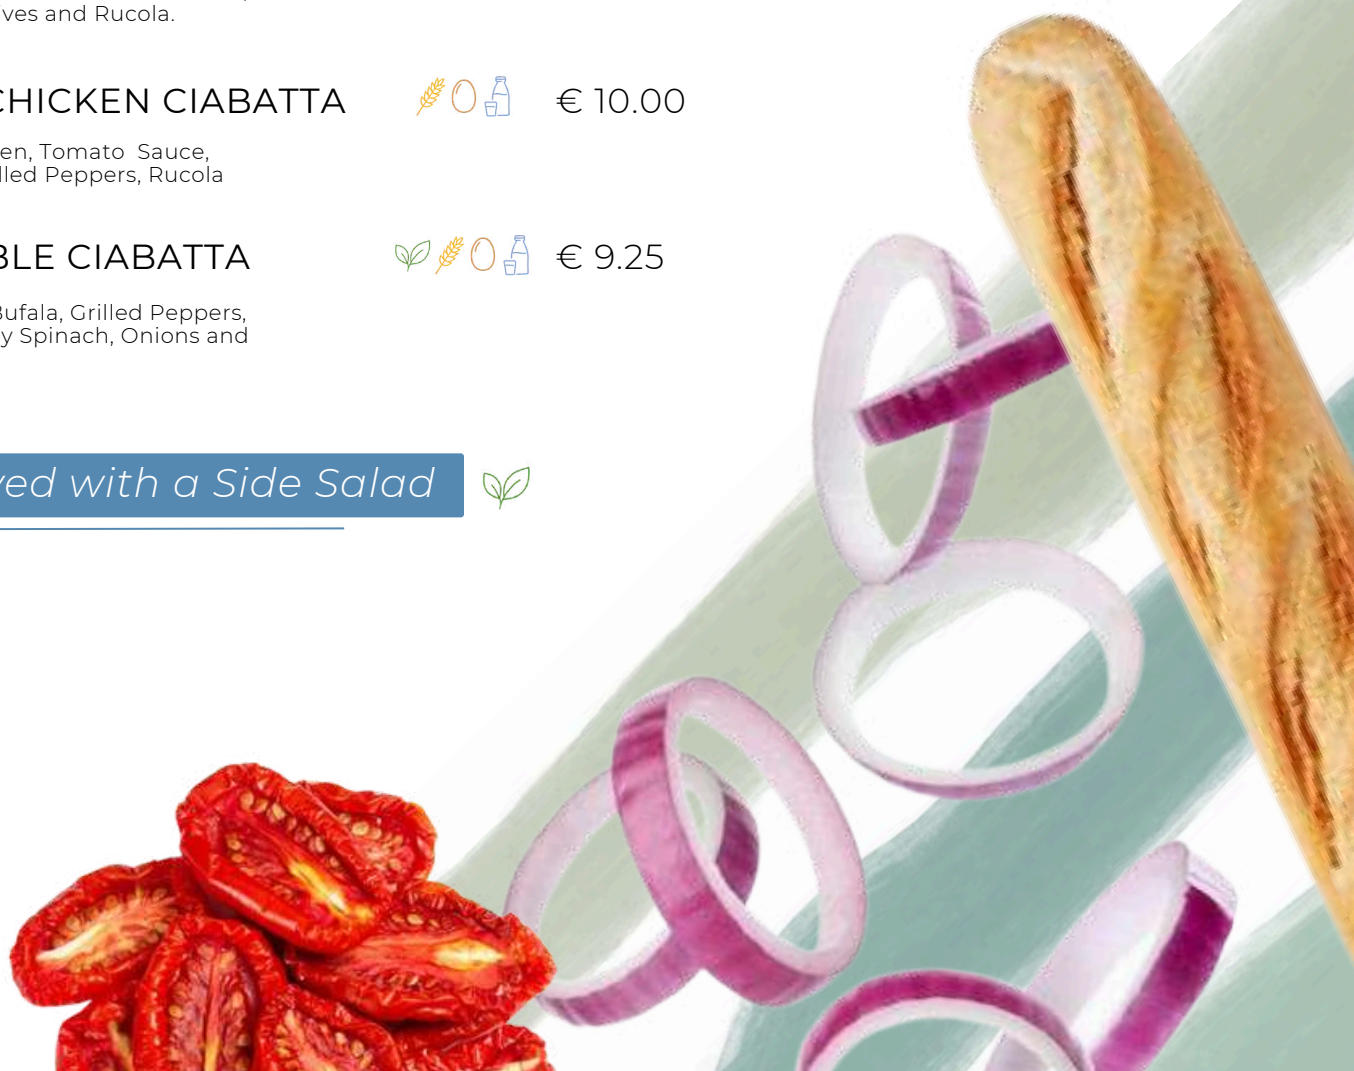 ves and Rucola.
CHICKEN CIABATTA € 10.00
en, Tomato Sauce,
lled Peppers, Rucola
BLE CIABATTA € 9.25
Bufala, Grilled Peppers,
y Spinach, Onions and
ved with a Side Salad